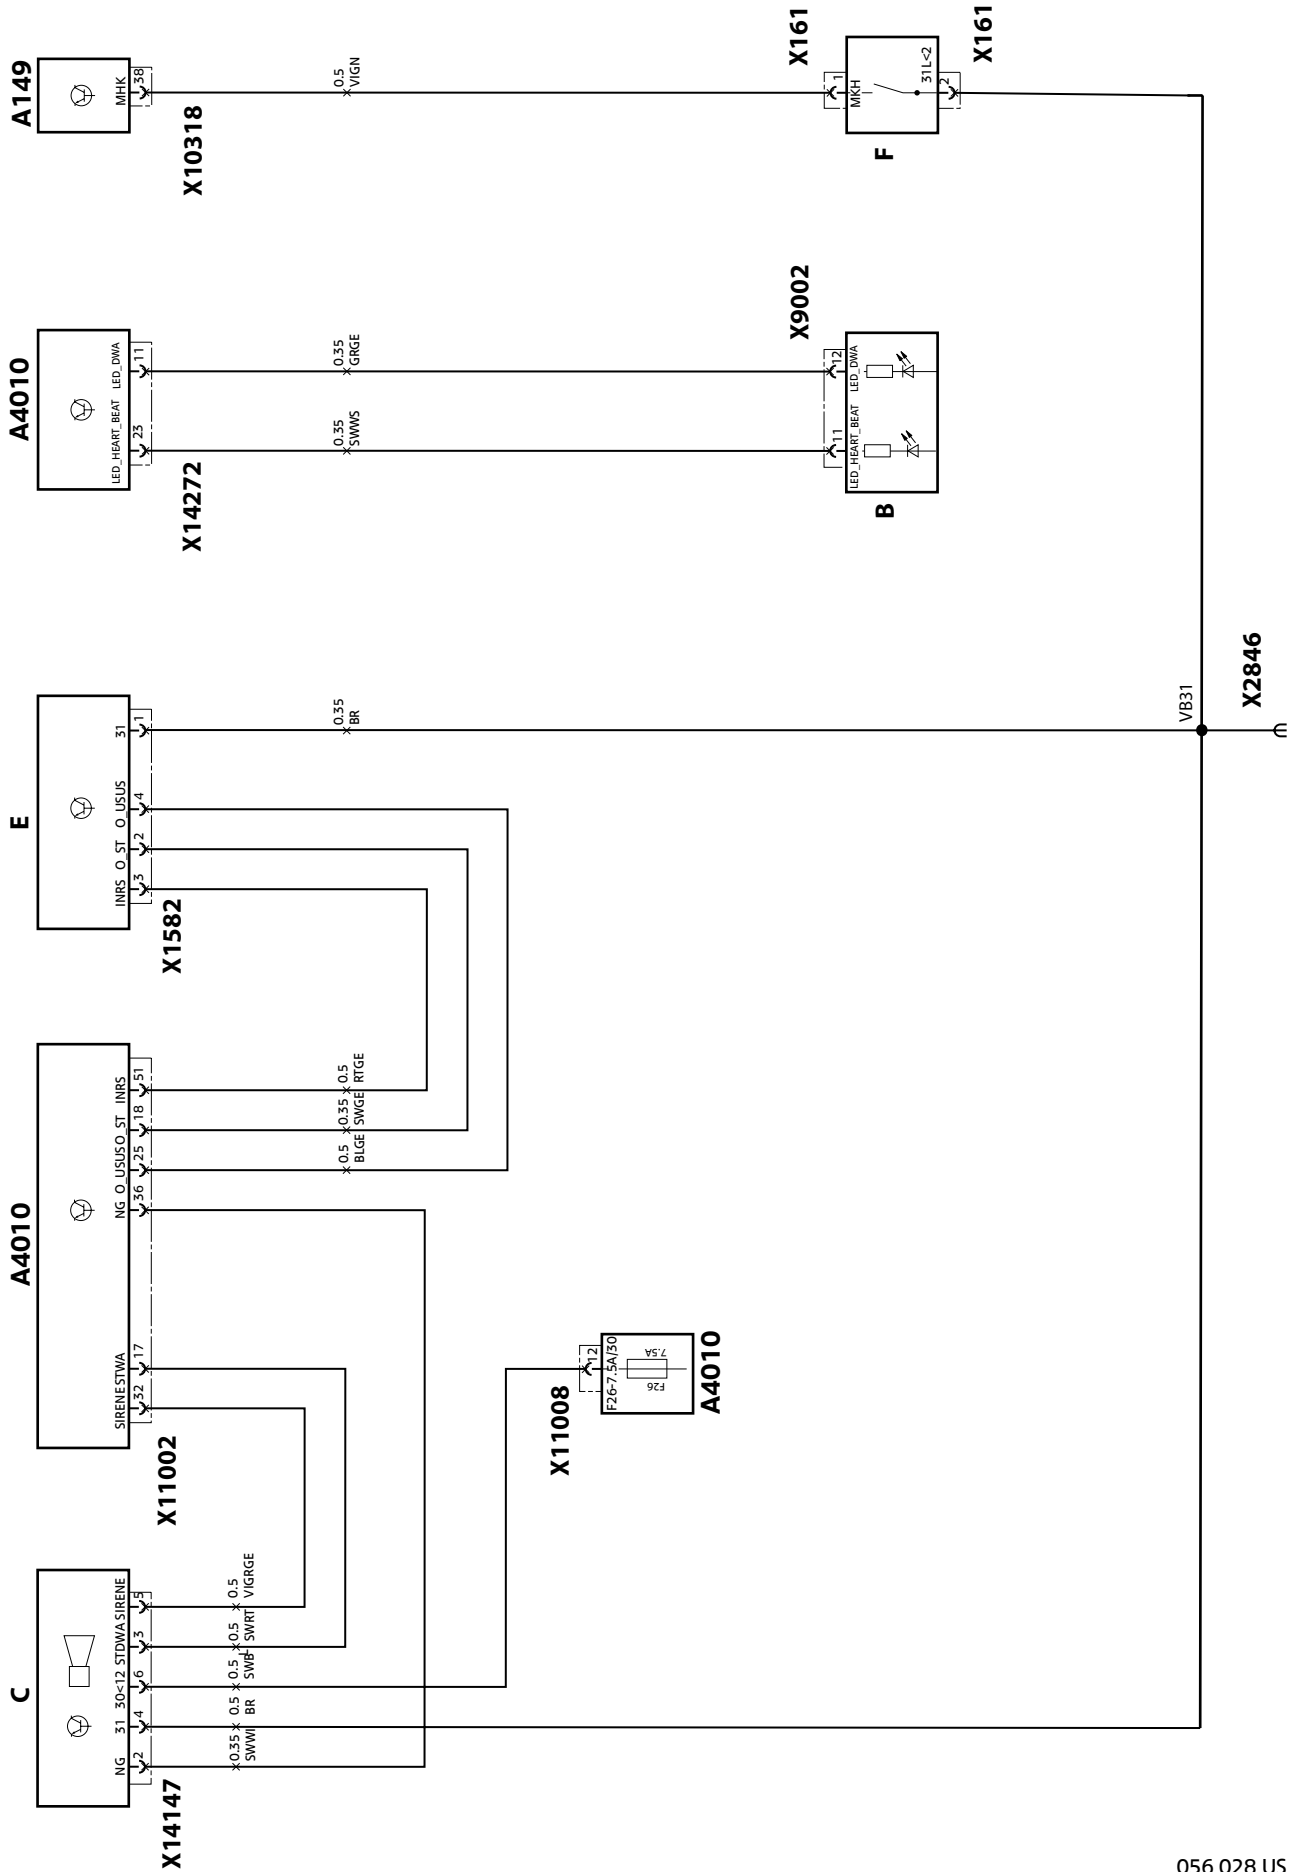 C
NG 31 30<12 STDWA SIRENE
2 4 6 3 5
X14147
0.35 0.5 0.5 0.5 0.5
BR SWRT VIGRGE
A4010
SIRENE STWA NG O_USUS O_ST INRS
32 17 36 25 18 51
X11002
0.5 0.35 0.5
BLGE SWGE RTGE
X11008
12
F26-7.5A/30
F26
7.5A
A4010
E
INRS O_ST O_USUS 31
3 2 4 1
X1582
0.35
BR
A4010
LED_HEART_BEAT LED_DWA
23 11
X14272
0.35 0.35
SWWS GRGE
X9002
11 12
LED_HEART_BEAT LED_DWA
B
A149
MHK
38
X10318
0.5
VIGN
X161
1
MKH
31L<2
2
X161
F
VB31
X2846
056 028 US